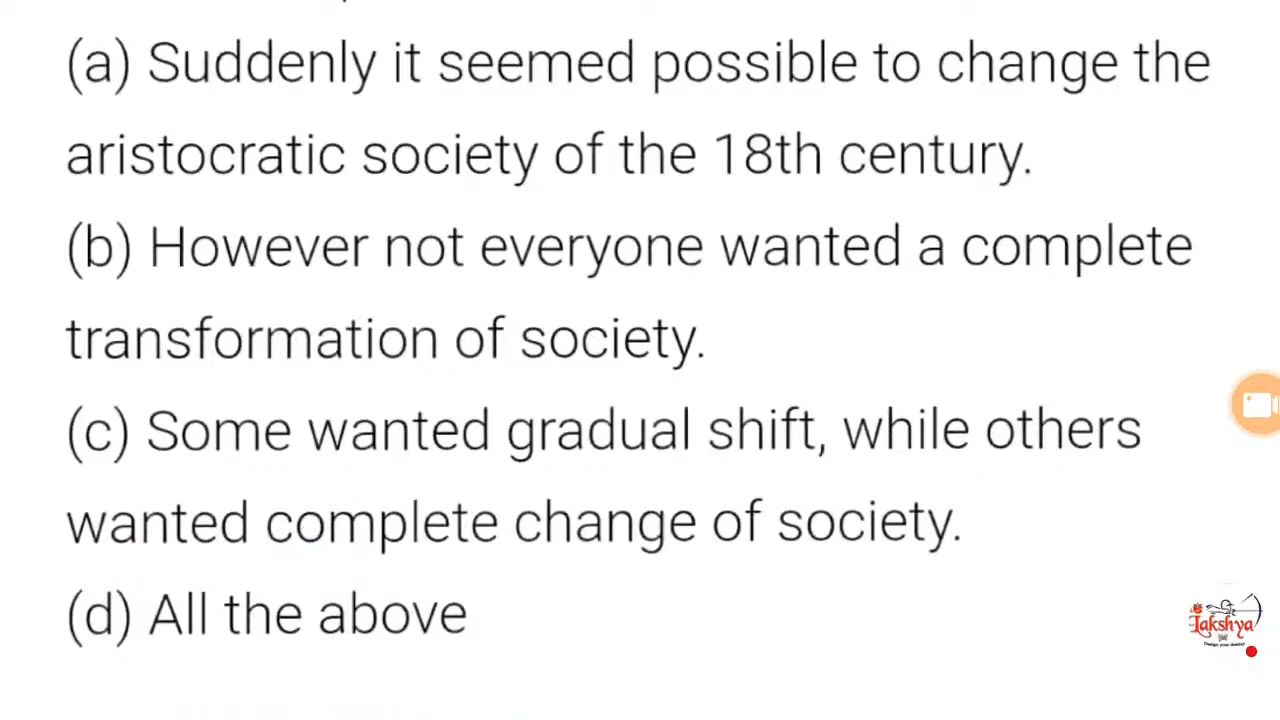 (a) Suddenly it seemed possible to change the
aristocratic society of the 18th century.
(b) However not everyone wanted a complete
transformation of society.
(c) Some wanted gradual shift, while others
wanted complete change of society.
(d) All the above
Lakshya